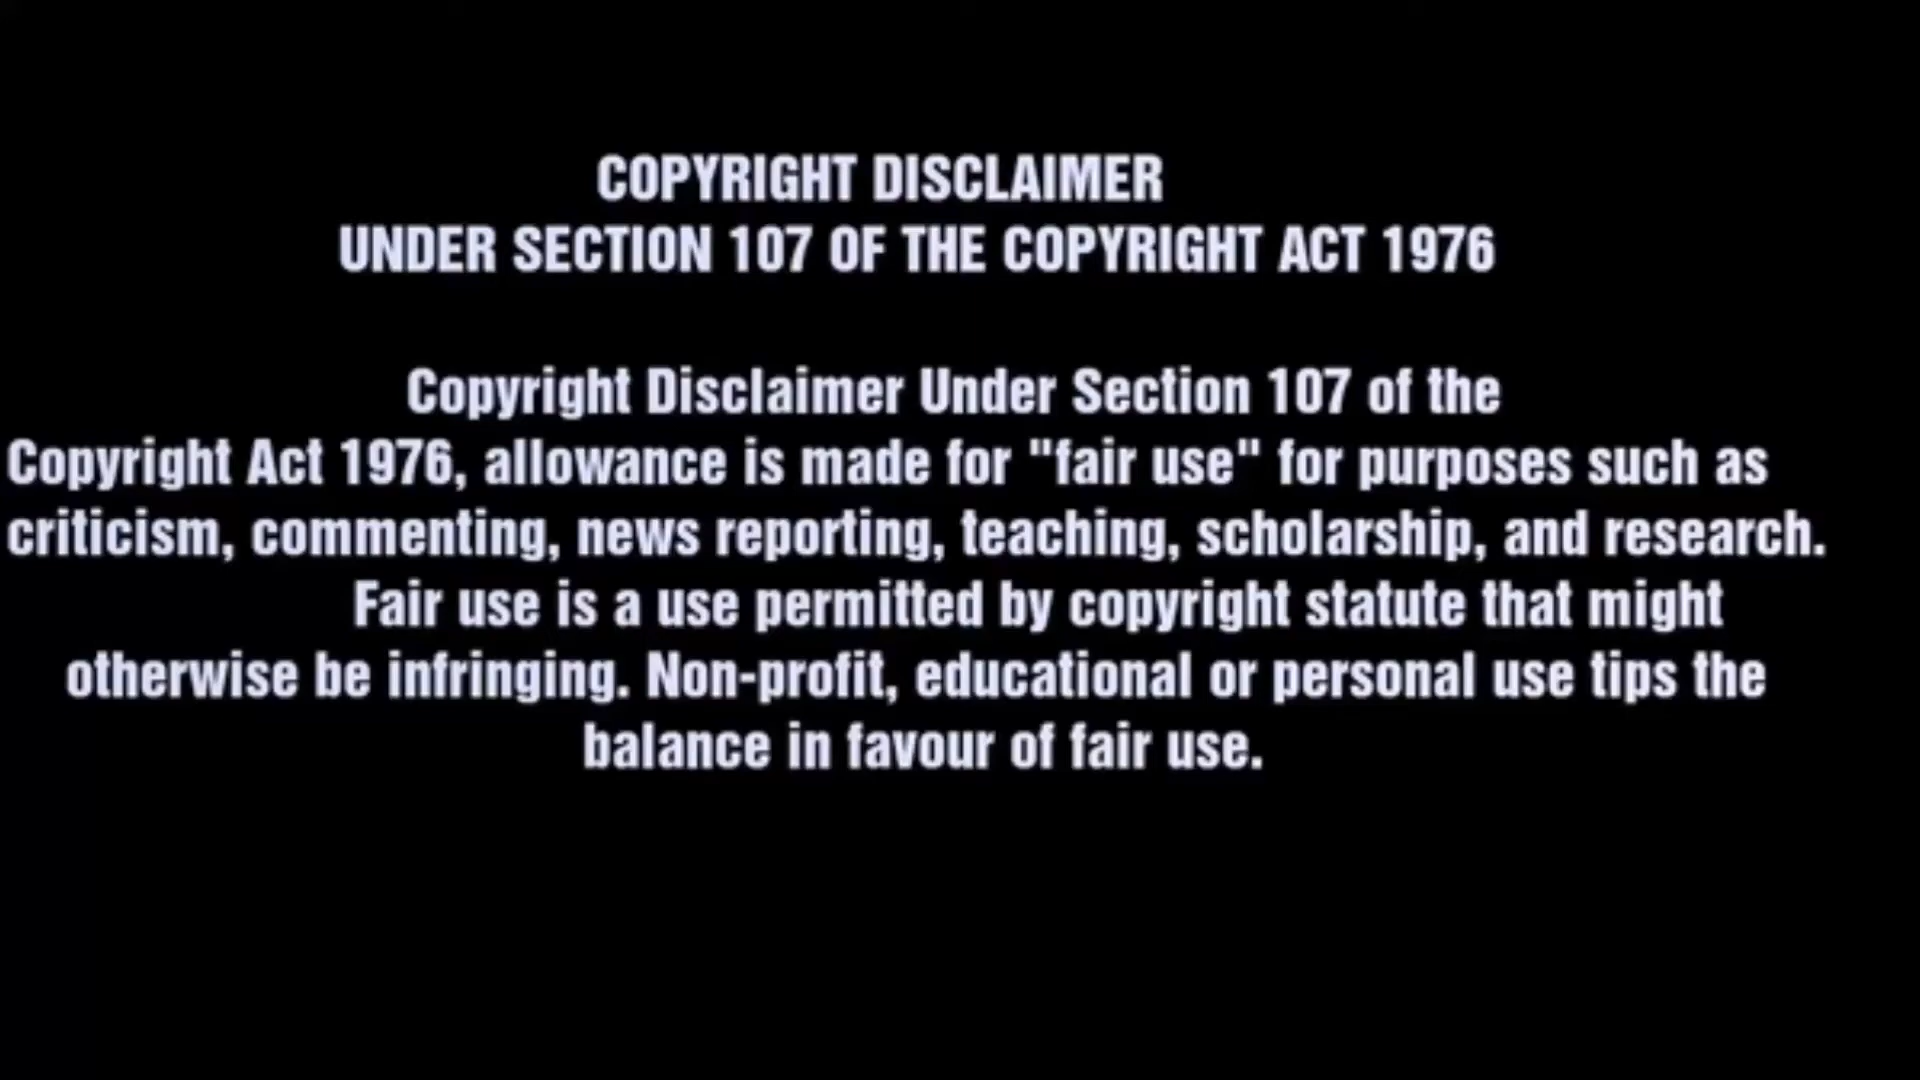 COPYRIGHT DISCLAIMER
UNDER SECTION 107 OF THE COPYRIGHT ACT 1976
Copyright Disclaimer Under Section 107 of the
Copyright Act 1976, allowance is made for "fair use" for purposes such as
criticism, commenting, news reporting, teaching, scholarship, and research.
Fair use is a use permitted by copyright statute that might
otherwise be infringing. Non-profit, educational or personal use tips the
balance in favour of fair use.